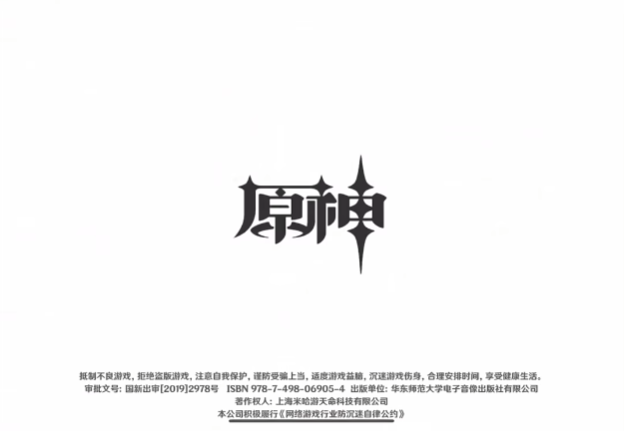 原神
抵制不良游戏，拒绝盗版游戏，注意自我保护，谨防受骗上当，适度游戏益脑，沉迷游戏伤身，合理安排时间，享受健康生活。
审批文号: 国新出审[2019]2978号 ISBN 978-7-498-06905-4 出版单位: 华东师范大学电子音像出版社有限公司
著作权人: 上海米哈游天命科技有限公司
本公司积极履行《网络游戏行业防沉迷自律公约》